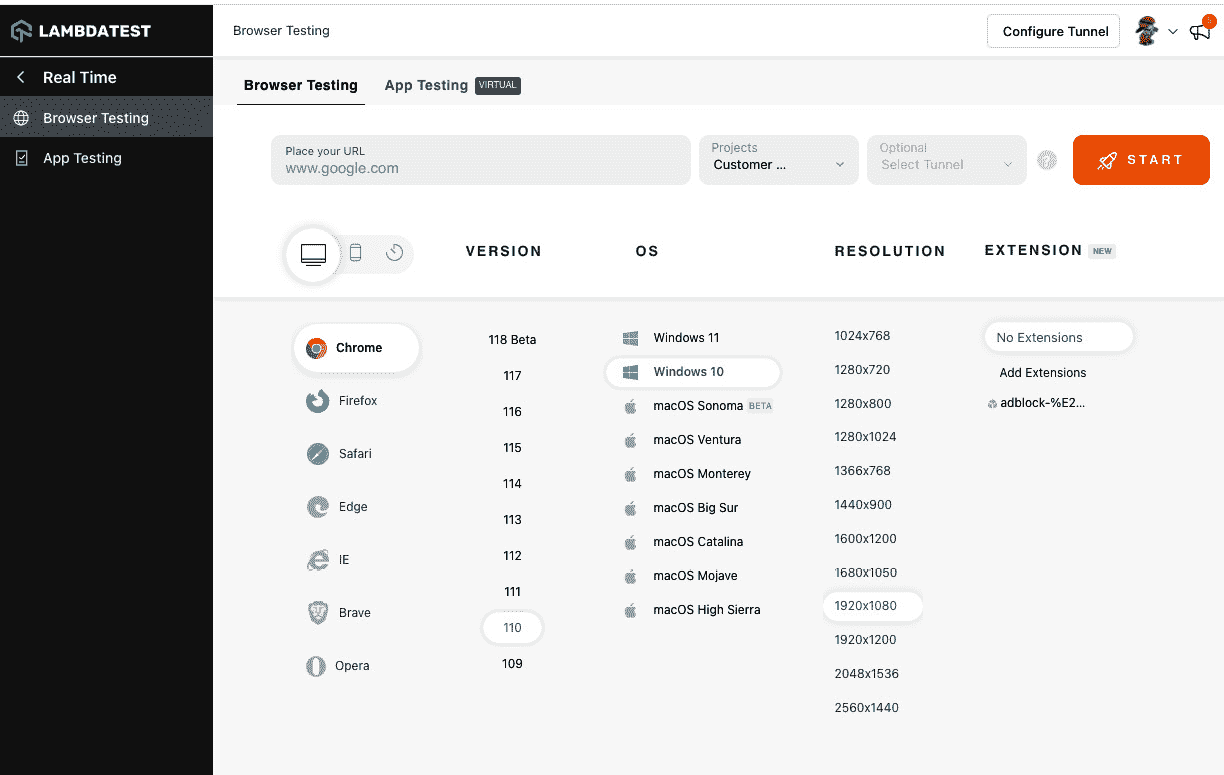 LAMBDATEST
Real Time
Browser Testing
App Testing
Browser Testing
Configure Tunnel
Browser Testing
App Testing VIRTUAL
Place your URL
www.google.com
Projects
Customer ...
Optional
Select Tunnel
START
VERSION
OS
RESOLUTION
EXTENSION NEW
Chrome
Firefox
Safari
Edge
IE
Brave
Opera
118 Beta
117
116
115
114
113
112
111
110
109
Windows 11
Windows 10
macOS Sonoma BETA
macOS Ventura
macOS Monterey
macOS Big Sur
macOS Catalina
macOS Mojave
macOS High Sierra
1024x768
1280x720
1280x800
1280x1024
1366x768
1440x900
1600x1200
1680x1050
1920x1080
1920x1200
2048x1536
2560x1440
No Extensions
Add Extensions
adblock-%E2...